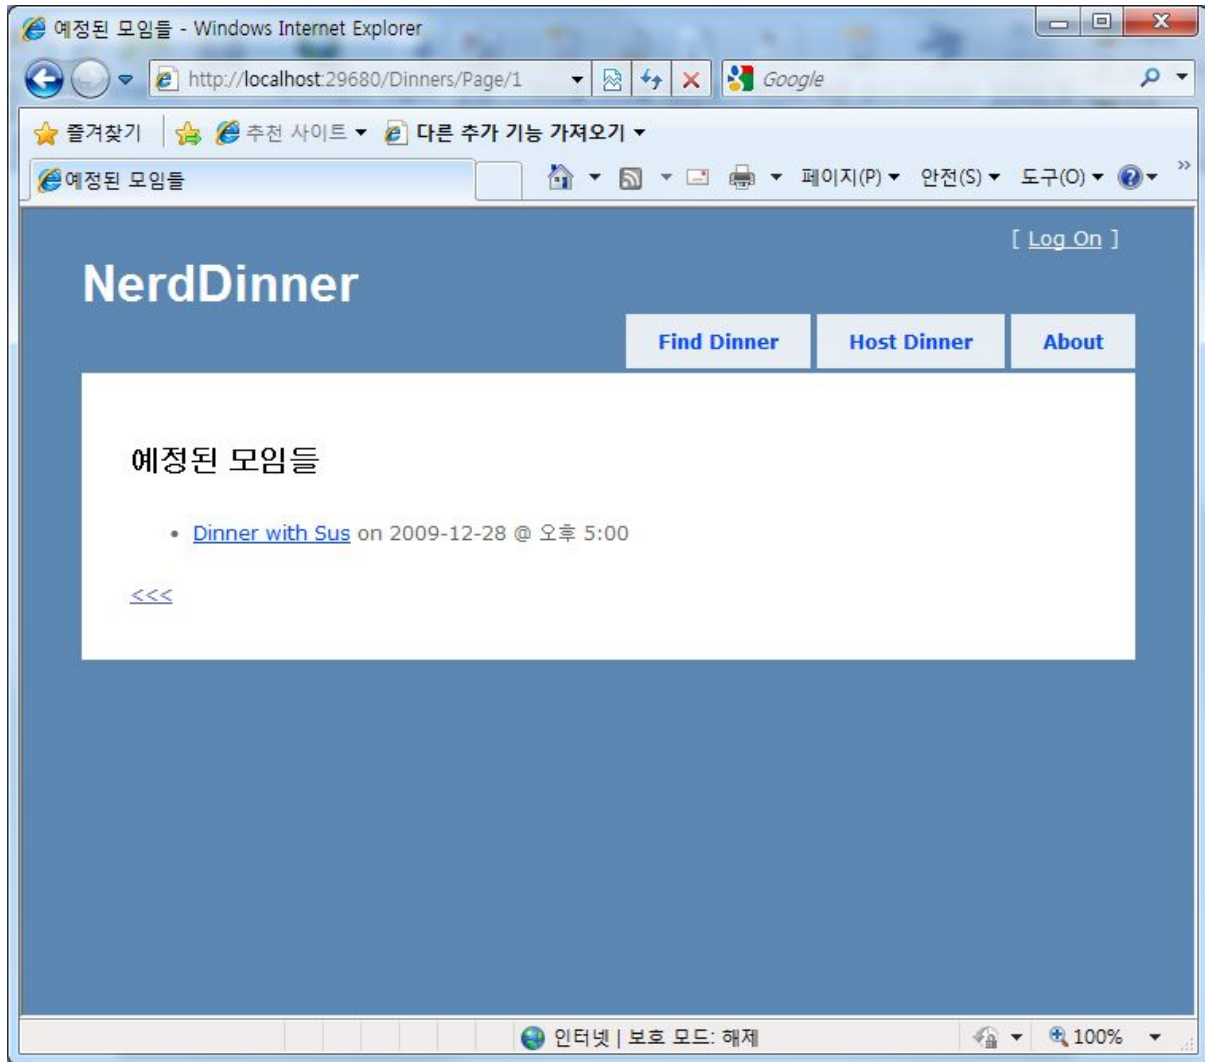 예정된 모임들 - Windows Internet Explorer
http://localhost:29680/Dinners/Page/1
Google
즐겨찾기 추천 사이트 다른 추가 기능 가져오기
예정된 모임들
페이지(P) 안전(S) 도구(O)
[ Log On ]
NerdDinner
Find Dinner Host Dinner About
예정된 모임들
• Dinner with Sus on 2009-12-28 @ 오후 5:00
<<<
인터넷 | 보호 모드: 해제
100%